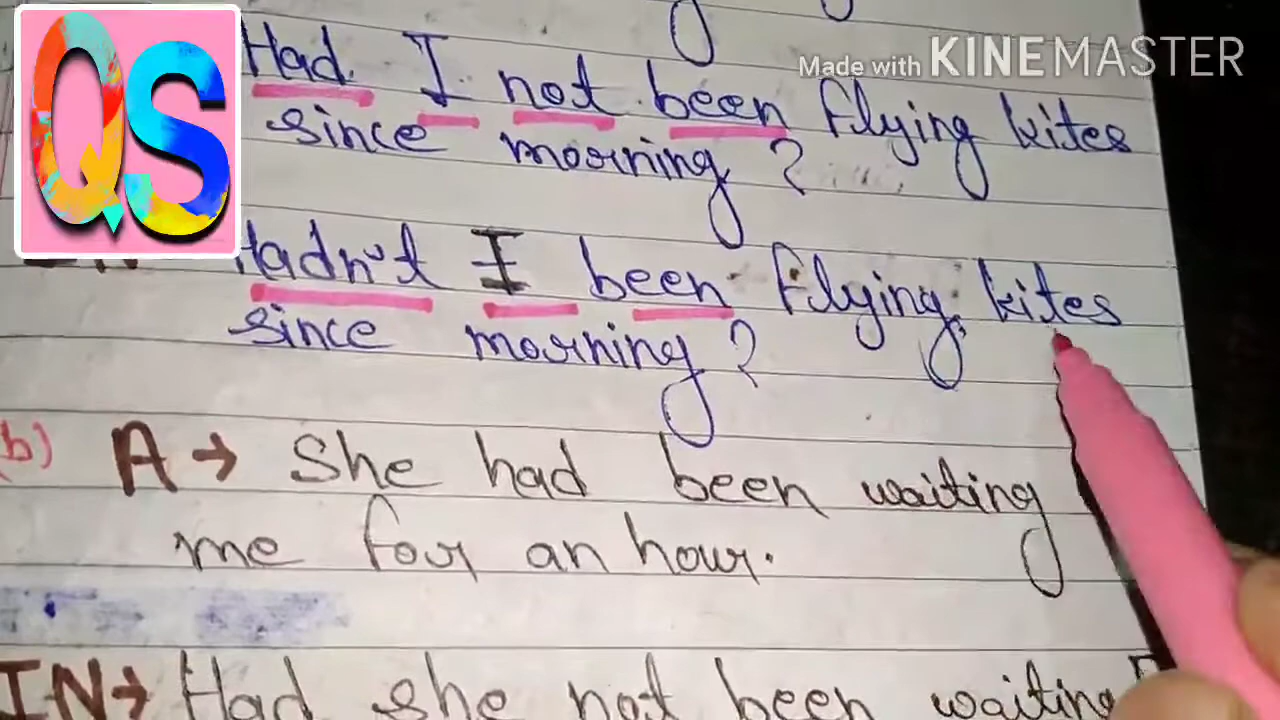 QS
Made with KINEMASTER
Had I not been flying kites
since morning?
Hadn't I been flying kites
since morning?
(b) A→ She had been waiting
me four an hour.
IN→ Had she not been waiting